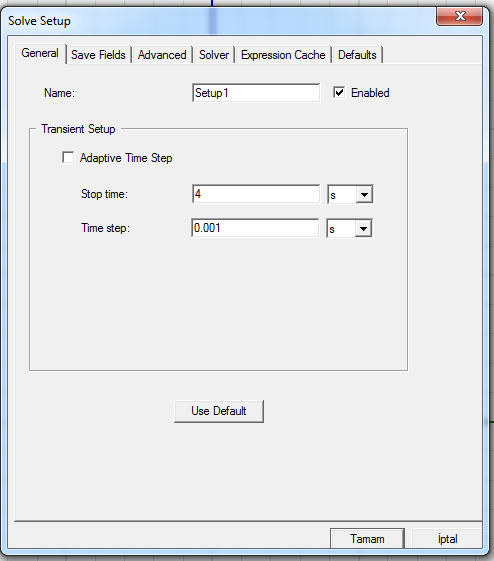 Solve Setup
General Save Fields Advanced Solver Expression Cache Defaults
Name: Setup1 Enabled
Transient Setup
Adaptive Time Step
Stop time: 4 s
Time step: 0.001 s
Use Default
Tamam İptal